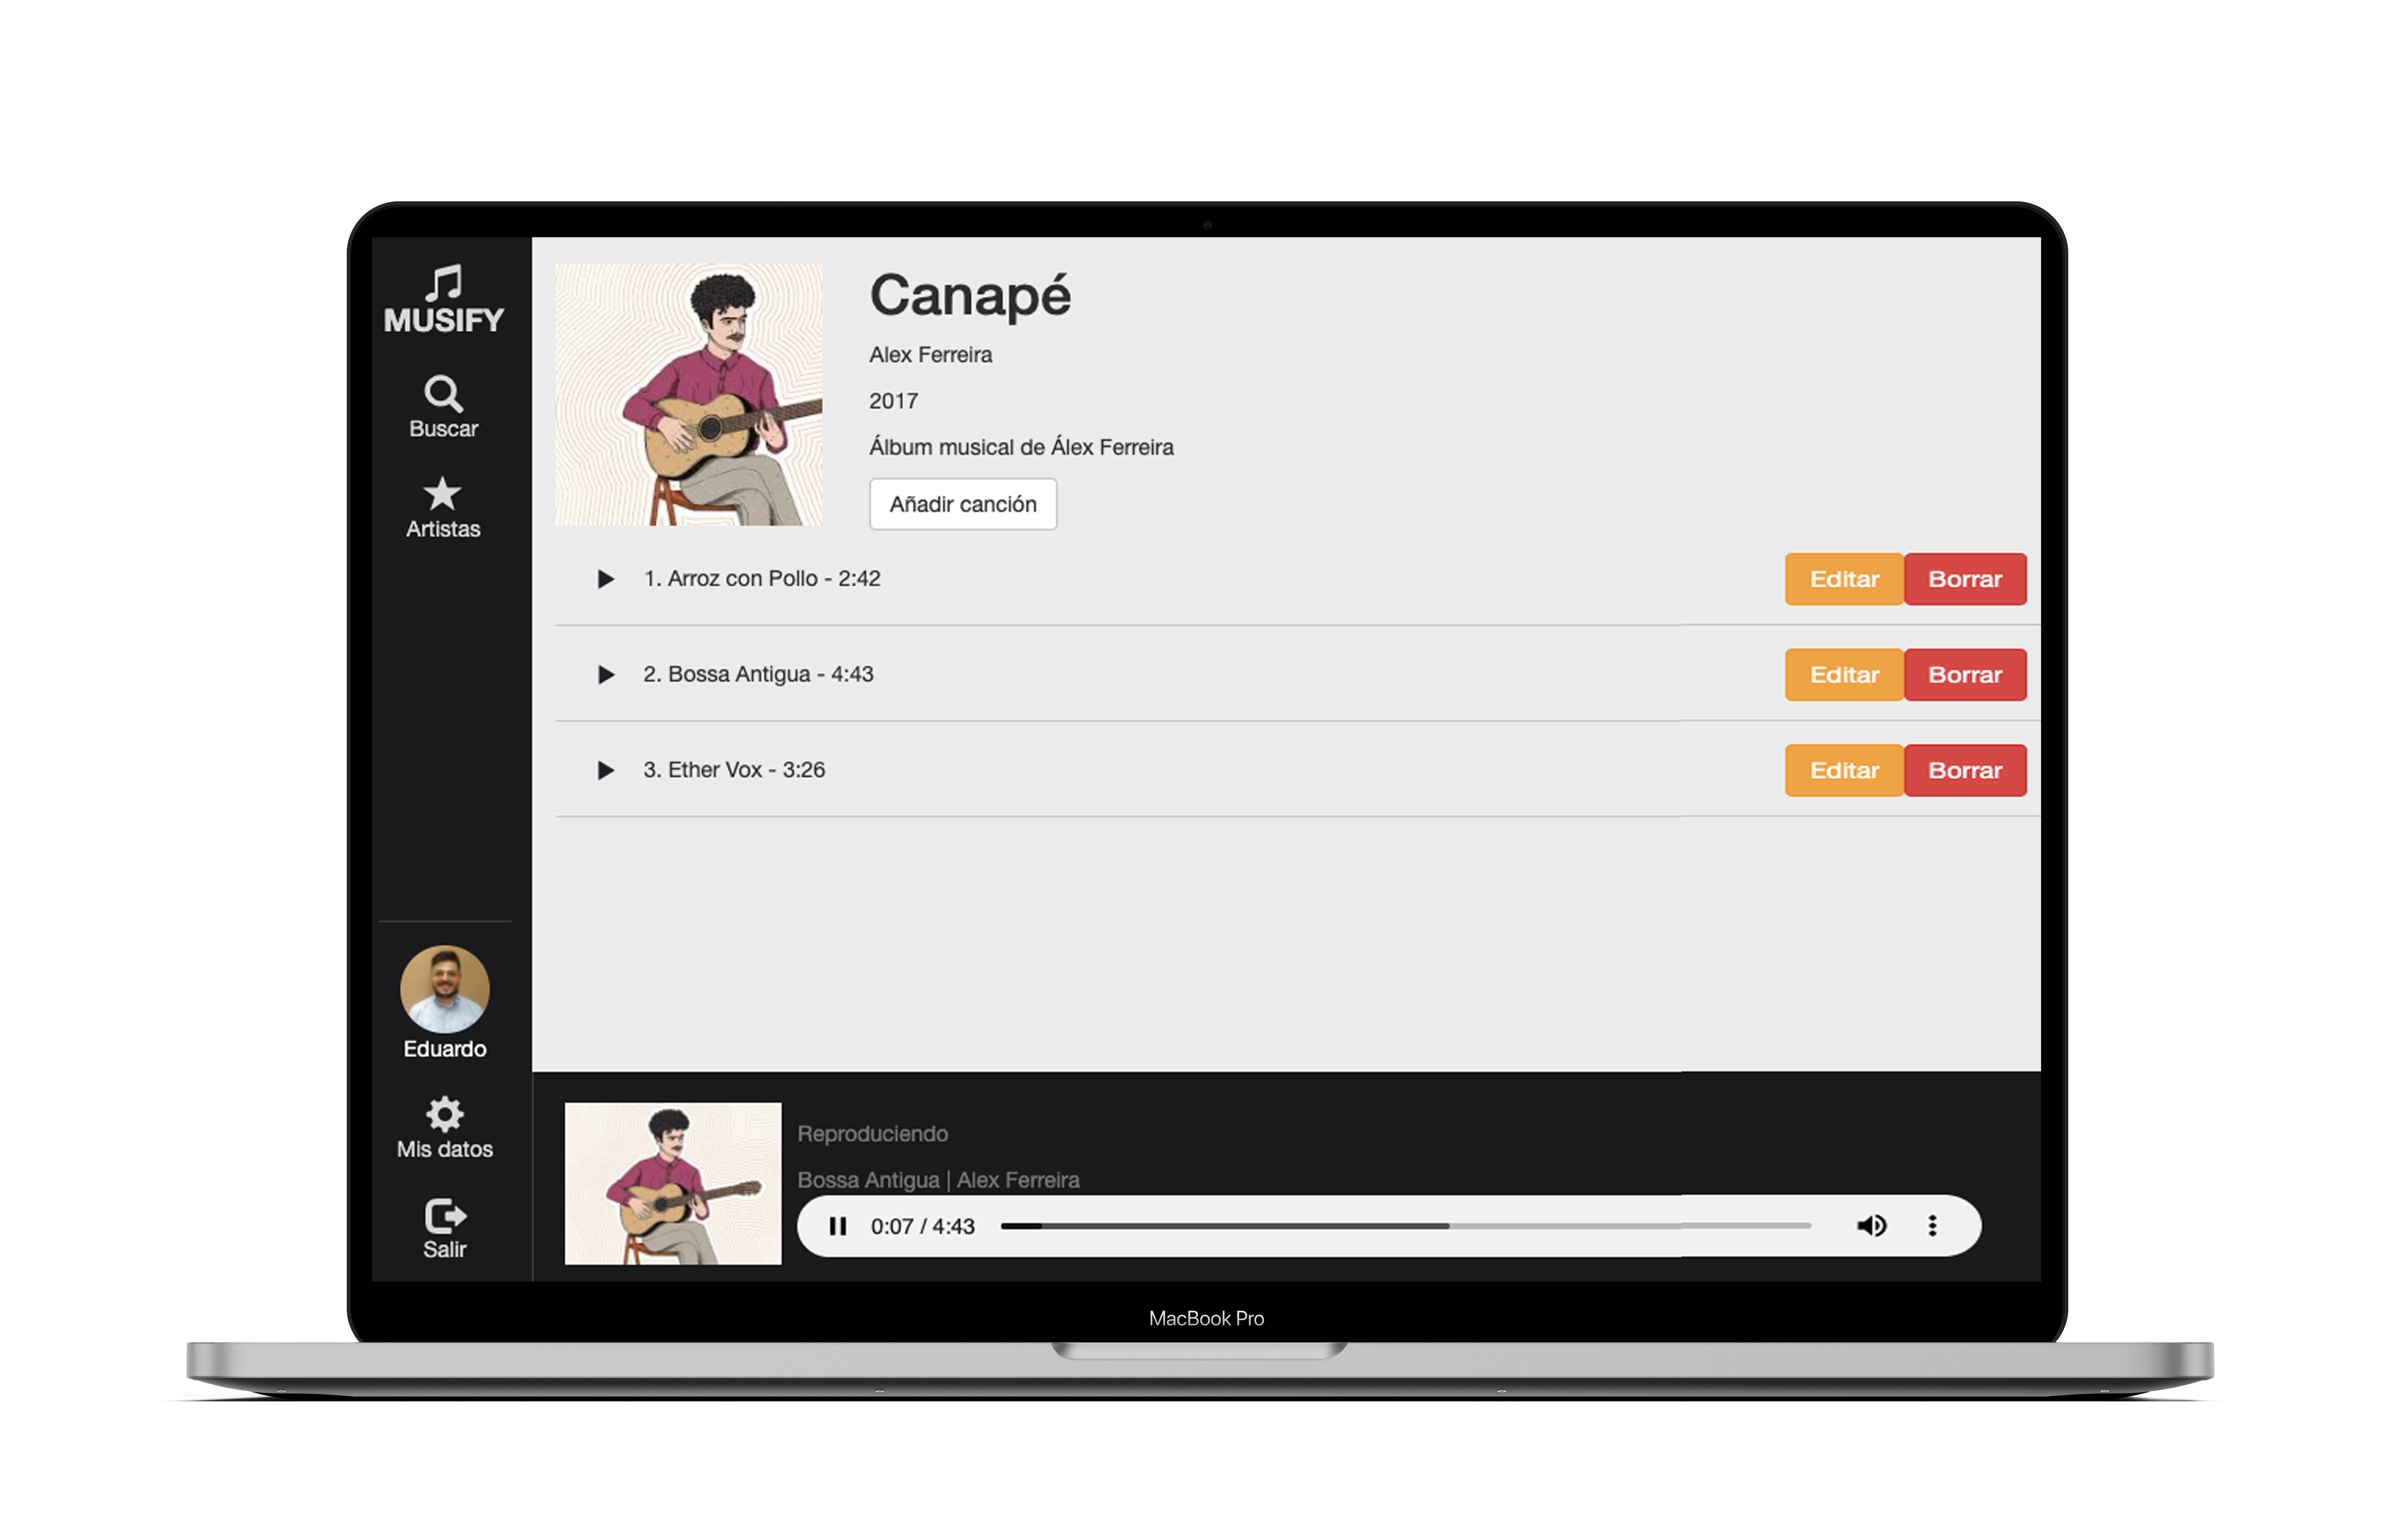 MUSIFY
Buscar
Artistas
Eduardo
Mis datos
Salir
Canapé
Alex Ferreira
2017
Álbum musical de Álex Ferreira
Añadir canción
1. Arroz con Pollo - 2:42
Editar Borrar
2. Bossa Antigua - 4:43
Editar Borrar
3. Ether Vox - 3:26
Editar Borrar
Reproduciendo
Bossa Antigua | Alex Ferreira
0:07 / 4:43
MacBook Pro